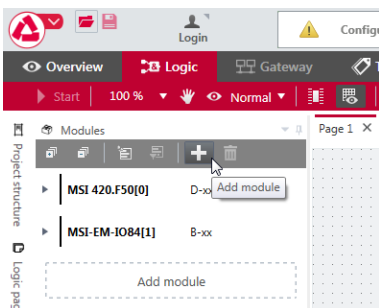 Login
Configu
Overview Logic Gateway T
Start 100 % Normal
Modules Page 1
Project structure
Add module
MSI 420.F50[0] D-xx
MSI-EM-IO84[1] B-xx
Logic pag
Add module